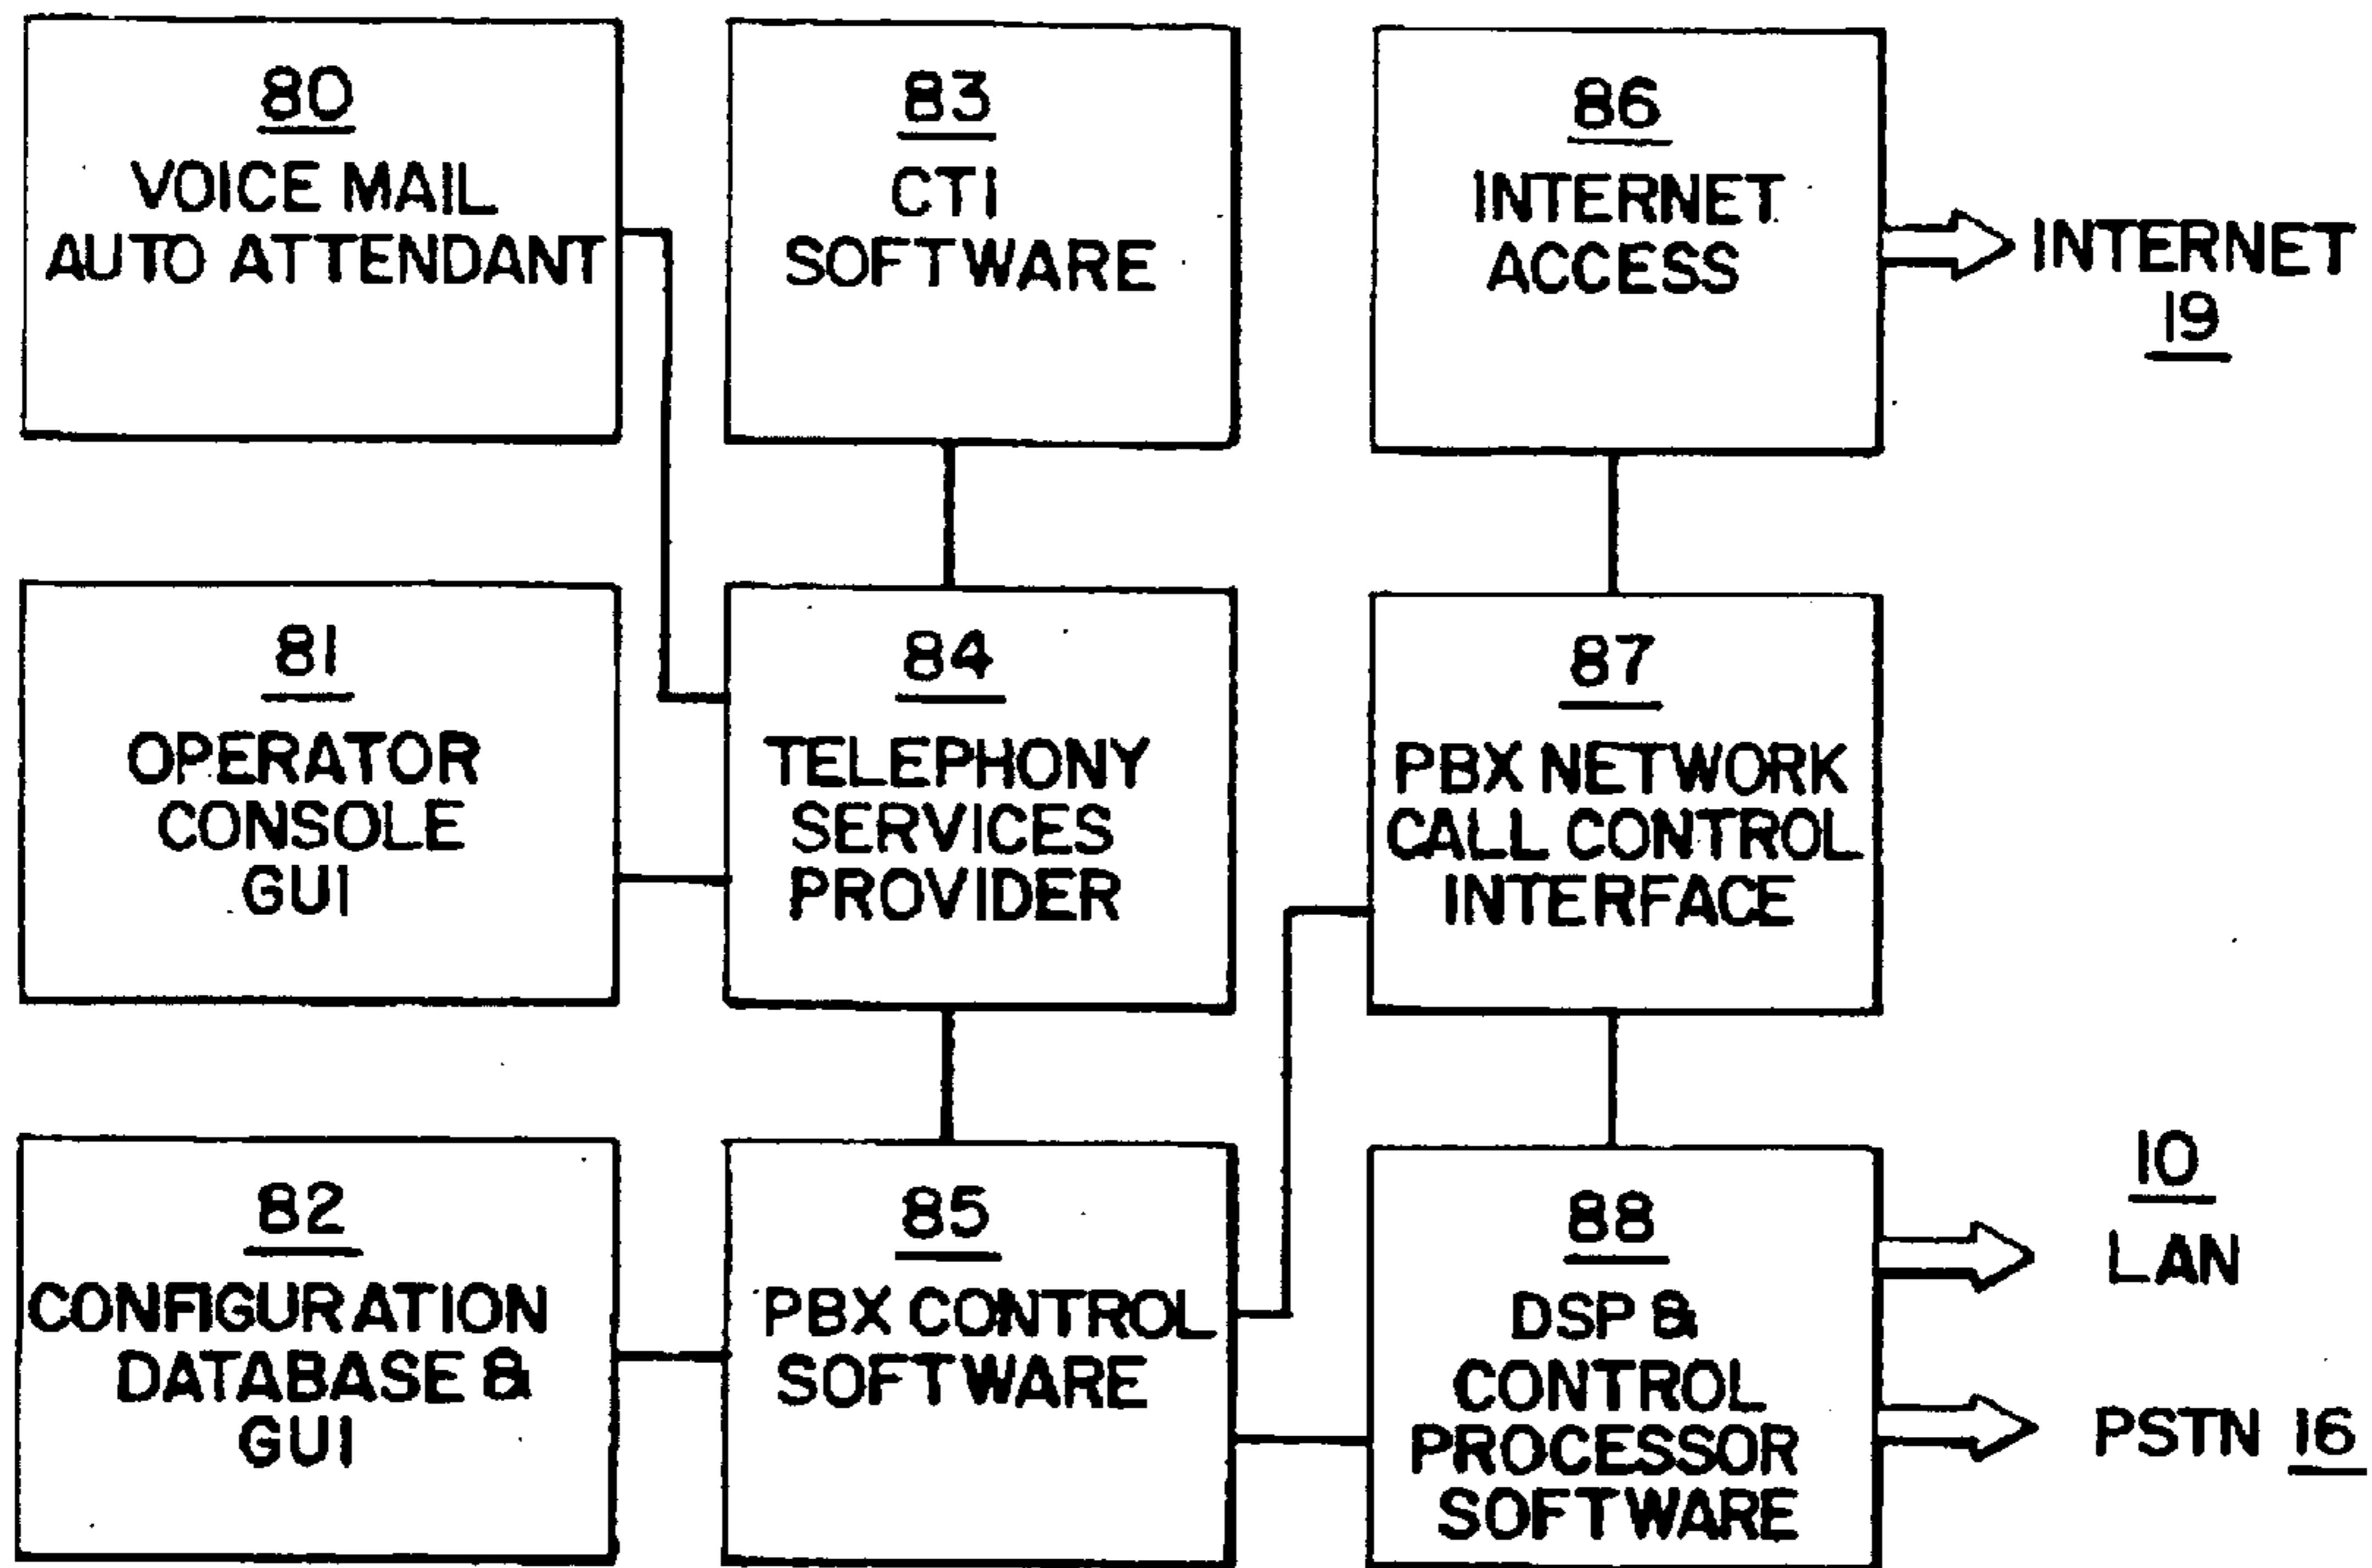 80
VOICE MAIL
AUTO ATTENDANT
83
CTI
SOFTWARE
86
INTERNET
ACCESS
INTERNET
19
81
OPERATOR
CONSOLE
GUI
84
TELEPHONY
SERVICES
PROVIDER
87
PBX NETWORK
CALL CONTROL
INTERFACE
82
CONFIGURATION
DATABASE &
GUI
85
PBX CONTROL
SOFTWARE
88
DSP &
CONTROL
PROCESSOR
SOFTWARE
10
LAN
PSTN 16